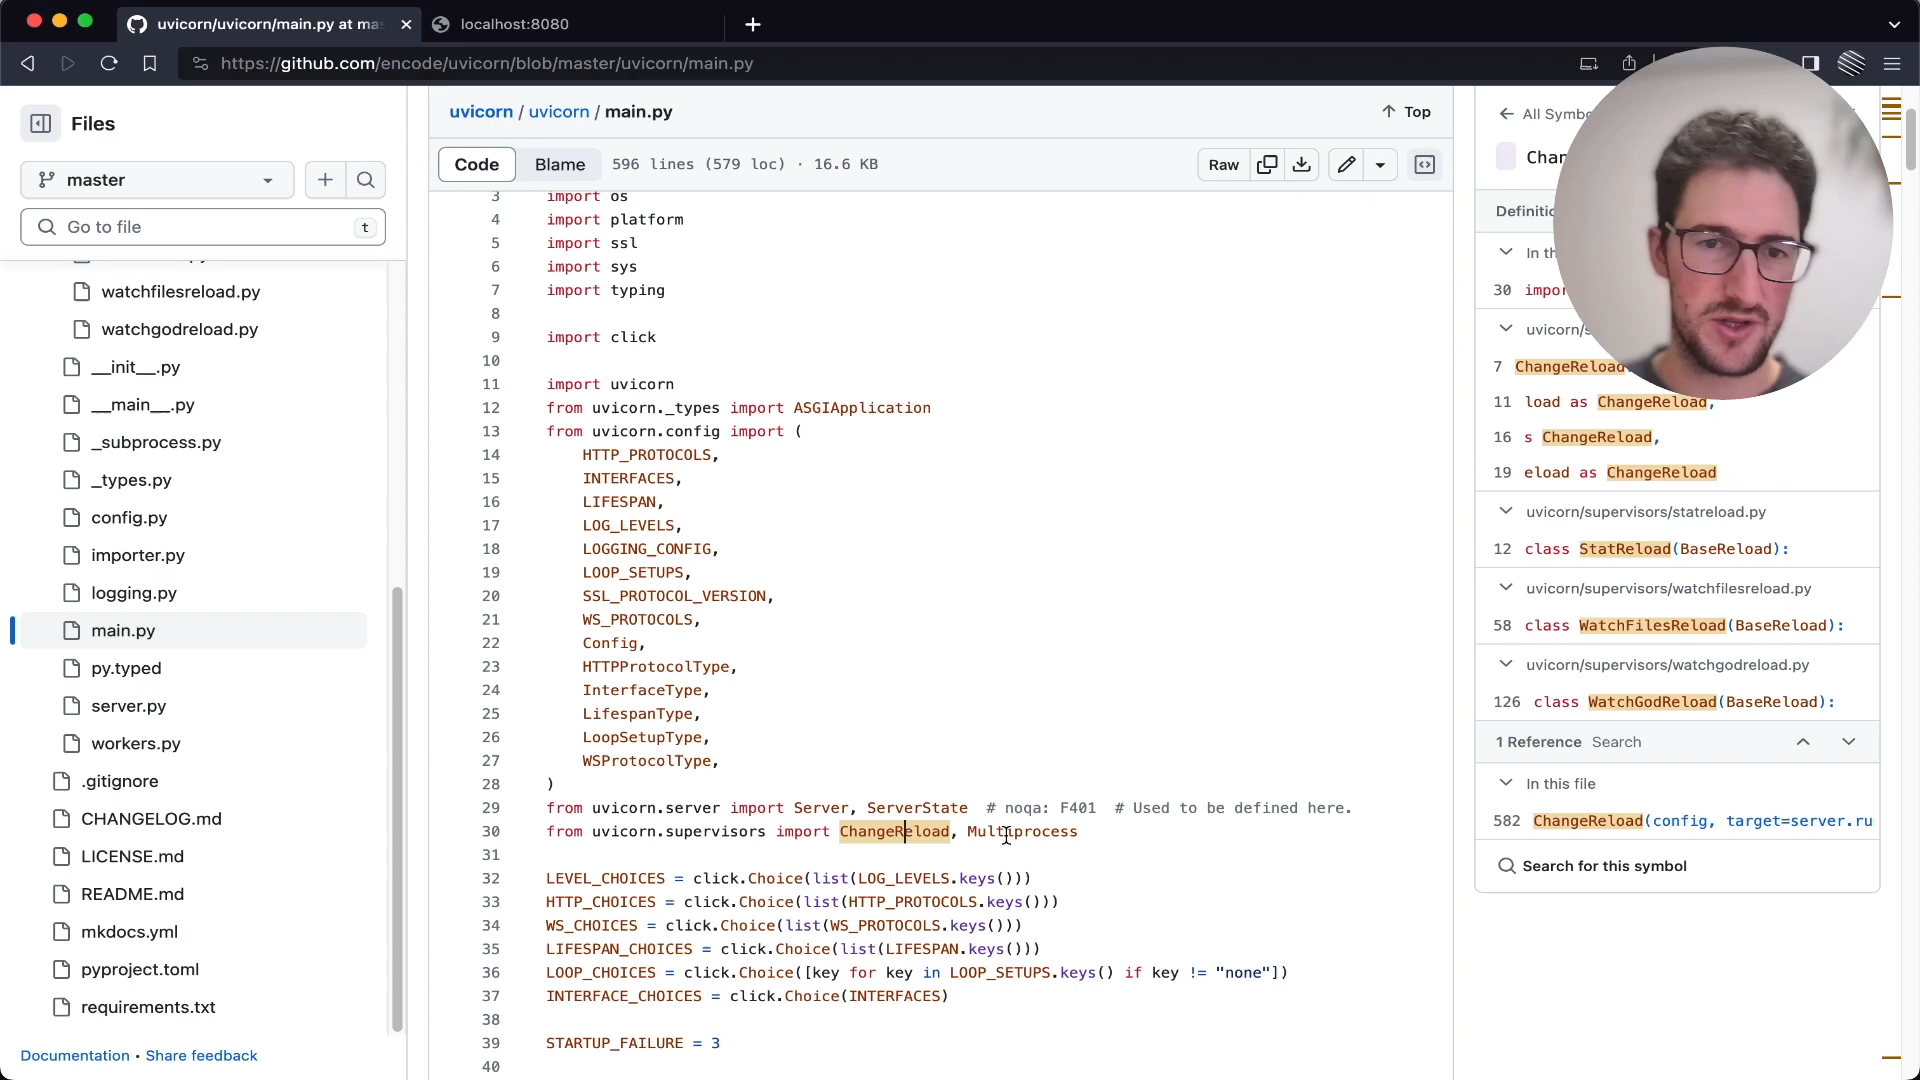 uvicorn/uvicorn/main.py at mas
localhost:8080
https://github.com/encode/uvicorn/blob/master/uvicorn/main.py
Files
master
Go to file
t
watchfilesreload.py
watchgodreload.py
__init__.py
__main__.py
_subprocess.py
_types.py
config.py
importer.py
logging.py
main.py
py.typed
server.py
workers.py
.gitignore
CHANGELOG.md
LICENSE.md
README.md
mkdocs.yml
pyproject.toml
requirements.txt
Documentation • Share feedback
uvicorn / uvicorn / main.py
Top
Code
Blame
596 lines (579 loc) · 16.6 KB
Raw
3 import os
4 import platform
5 import ssl
6 import sys
7 import typing
8
9 import click
10
11 import uvicorn
12 from uvicorn._types import ASGIApplication
13 from uvicorn.config import (
14 HTTP_PROTOCOLS,
15 INTERFACES,
16 LIFESPAN,
17 LOG_LEVELS,
18 LOGGING_CONFIG,
19 LOOP_SETUPS,
20 SSL_PROTOCOL_VERSION,
21 WS_PROTOCOLS,
22 Config,
23 HTTPProtocolType,
24 InterfaceType,
25 LifespanType,
26 LoopSetupType,
27 WSProtocolType,
28 )
29 from uvicorn.server import Server, ServerState # noqa: F401 # Used to be defined here.
30 from uvicorn.supervisors import ChangeReload, Multiprocess
31
32 LEVEL_CHOICES = click.Choice(list(LOG_LEVELS.keys()))
33 HTTP_CHOICES = click.Choice(list(HTTP_PROTOCOLS.keys()))
34 WS_CHOICES = click.Choice(list(WS_PROTOCOLS.keys()))
35 LIFESPAN_CHOICES = click.Choice(list(LIFESPAN.keys()))
36 LOOP_CHOICES = click.Choice([key for key in LOOP_SETUPS.keys() if key != "none"])
37 INTERFACE_CHOICES = click.Choice(INTERFACES)
38
39 STARTUP_FAILURE = 3
40
All Symbo
Chan
Definitio
In th
30 impor
uvicorn/s
7 ChangeReload
11 load as ChangeReload,
16 s ChangeReload,
19 eload as ChangeReload
uvicorn/supervisors/statreload.py
12 class StatReload(BaseReload):
uvicorn/supervisors/watchfilesreload.py
58 class WatchFilesReload(BaseReload):
uvicorn/supervisors/watchgodreload.py
126 class WatchGodReload(BaseReload):
1 Reference Search
In this file
582 ChangeReload(config, target=server.ru
Search for this symbol